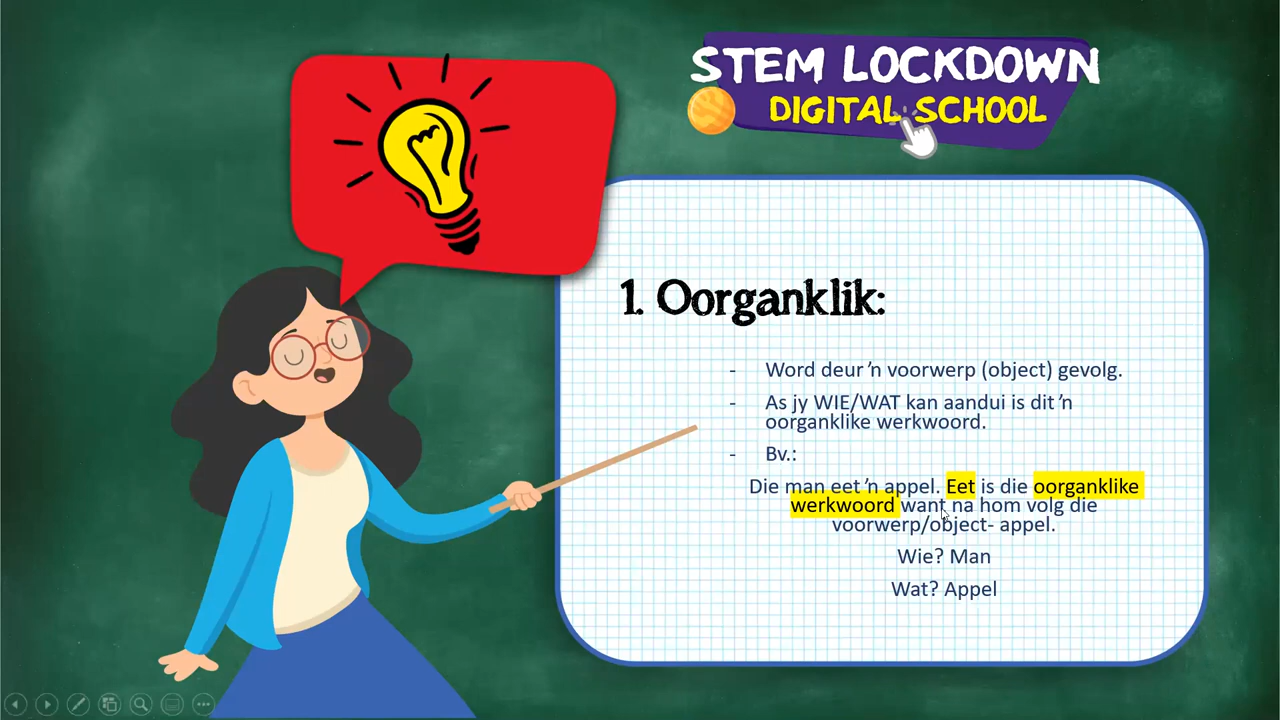 STEM LOCKDOWN
DIGITAL SCHOOL
1. Oorganklik:
- Word deur 'n voorwerp (object) gevolg.
- As jy WIE/WAT kan aandui is dit 'n
oorganklike werkwoord.
- Bv.:
Die man eet 'n appel. Eet is die oorganklike
werkwoord want na hom volg die
voorwerp/object- appel.
Wie? Man
Wat? Appel